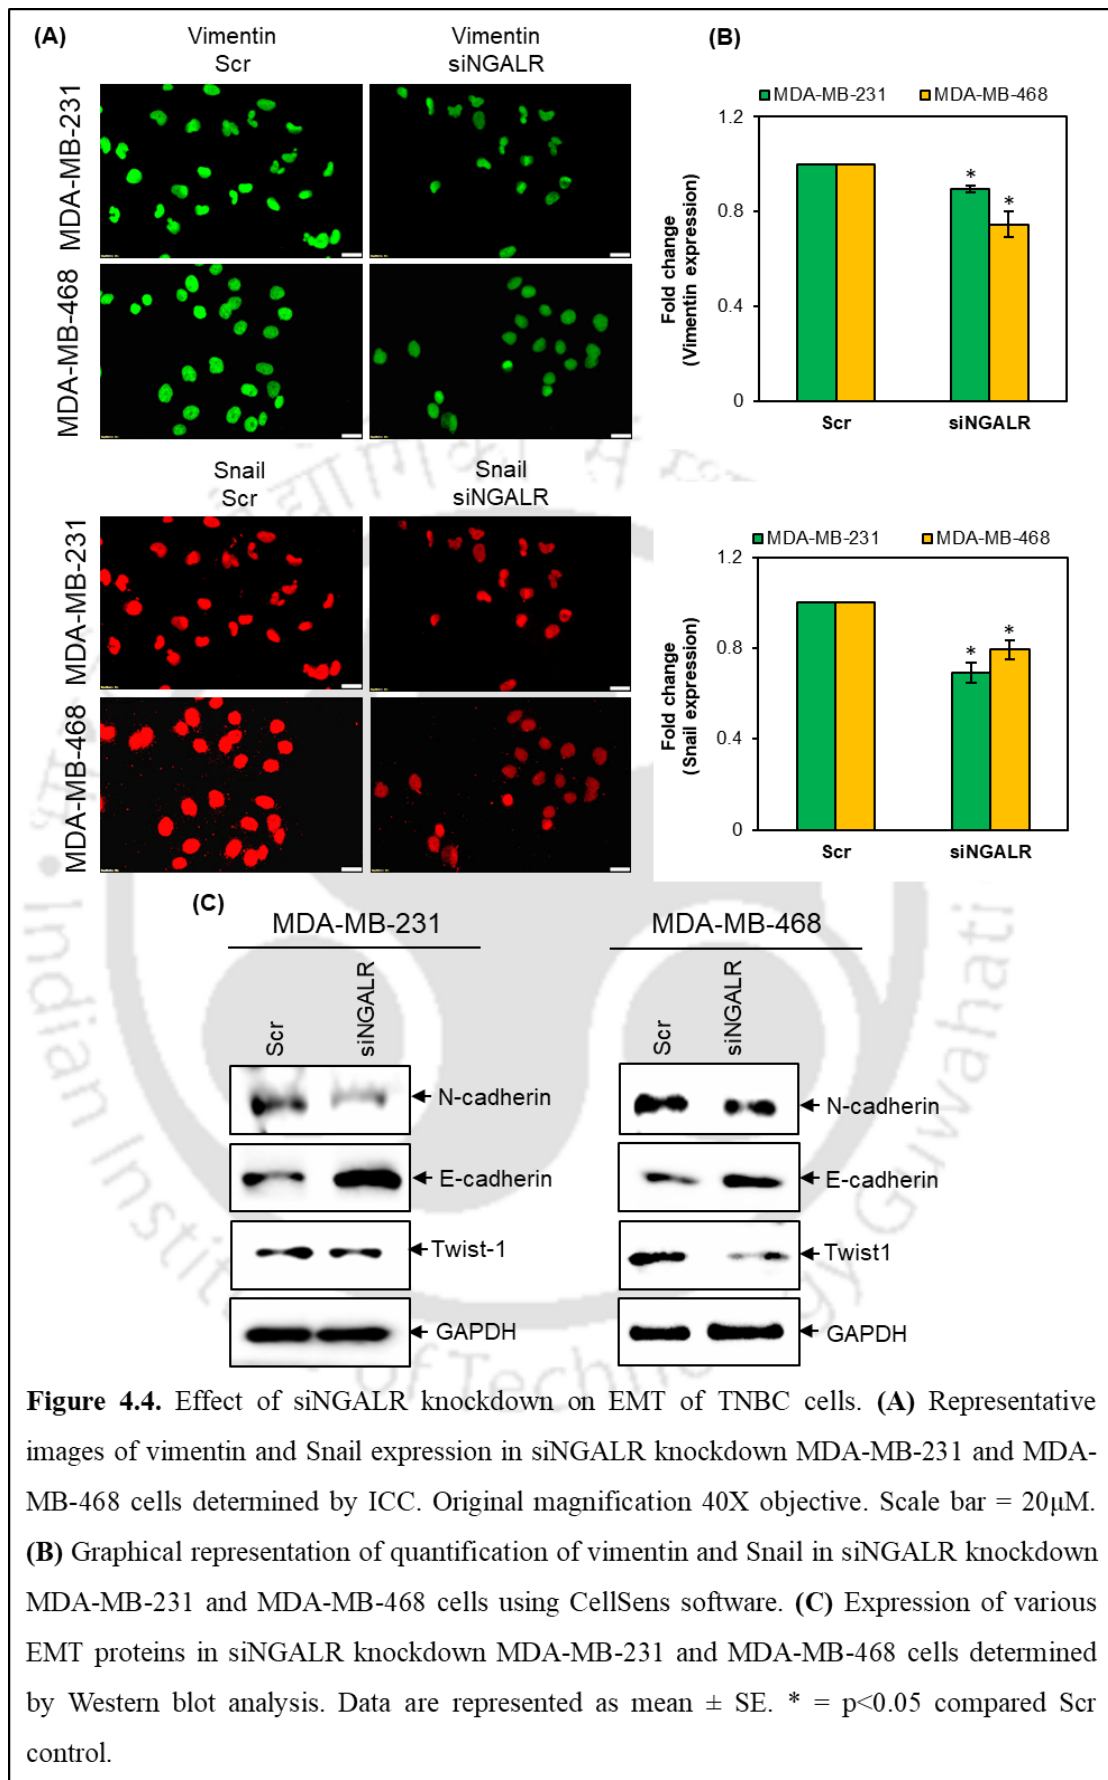 (A)
Vimentin
Scr
Vimentin
siNGALR
MDA-MB-231
MDA-MB-468
Snail
Scr
Snail
siNGALR
MDA-MB-231
MDA-MB-468
(B)
MDA-MB-231 MDA-MB-468
1.2
0.8
0.4
0
Fold change
(Vimentin expression)
* *
Scr siNGALR
MDA-MB-231 MDA-MB-468
1.2
0.8
0.4
0
Fold change
(Snail expression)
* *
Scr siNGALR
(C)
MDA-MB-231
Scr siNGALR
N-cadherin
E-cadherin
Twist-1
GAPDH
MDA-MB-468
Scr siNGALR
N-cadherin
E-cadherin
Twist1
GAPDH
Indian Institute of Technology Guwahati
Figure 4.4. Effect of siNGALR knockdown on EMT of TNBC cells. (A) Representative
images of vimentin and Snail expression in siNGALR knockdown MDA-MB-231 and MDA-
MB-468 cells determined by ICC. Original magnification 40X objective. Scale bar = 20μM.
(B) Graphical representation of quantification of vimentin and Snail in siNGALR knockdown
MDA-MB-231 and MDA-MB-468 cells using CellSens software. (C) Expression of various
EMT proteins in siNGALR knockdown MDA-MB-231 and MDA-MB-468 cells determined
by Western blot analysis. Data are represented as mean ± SE. * = p<0.05 compared Scr
control.